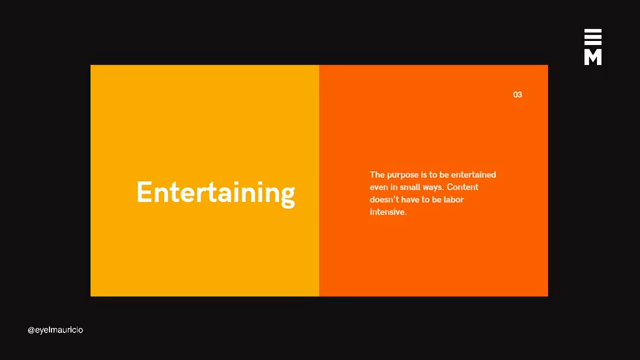 M
03
Entertaining
The purpose is to be entertained
even in small ways. Content
doesn't have to be labor
intensive.
@eyelmauricio